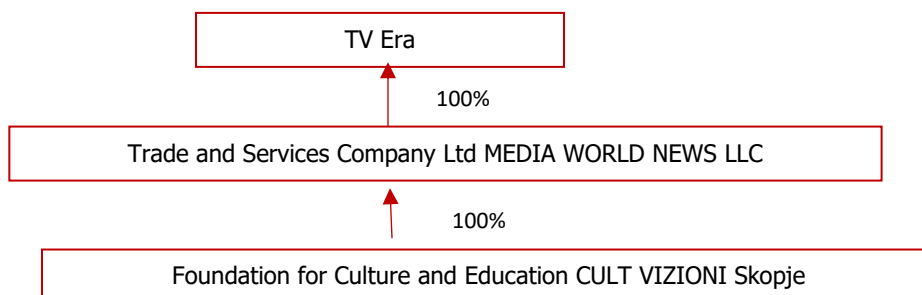 TV Era
100%
Trade and Services Company Ltd MEDIA WORLD NEWS LLC
100%
Foundation for Culture and Education CULT VIZIONI Skopje